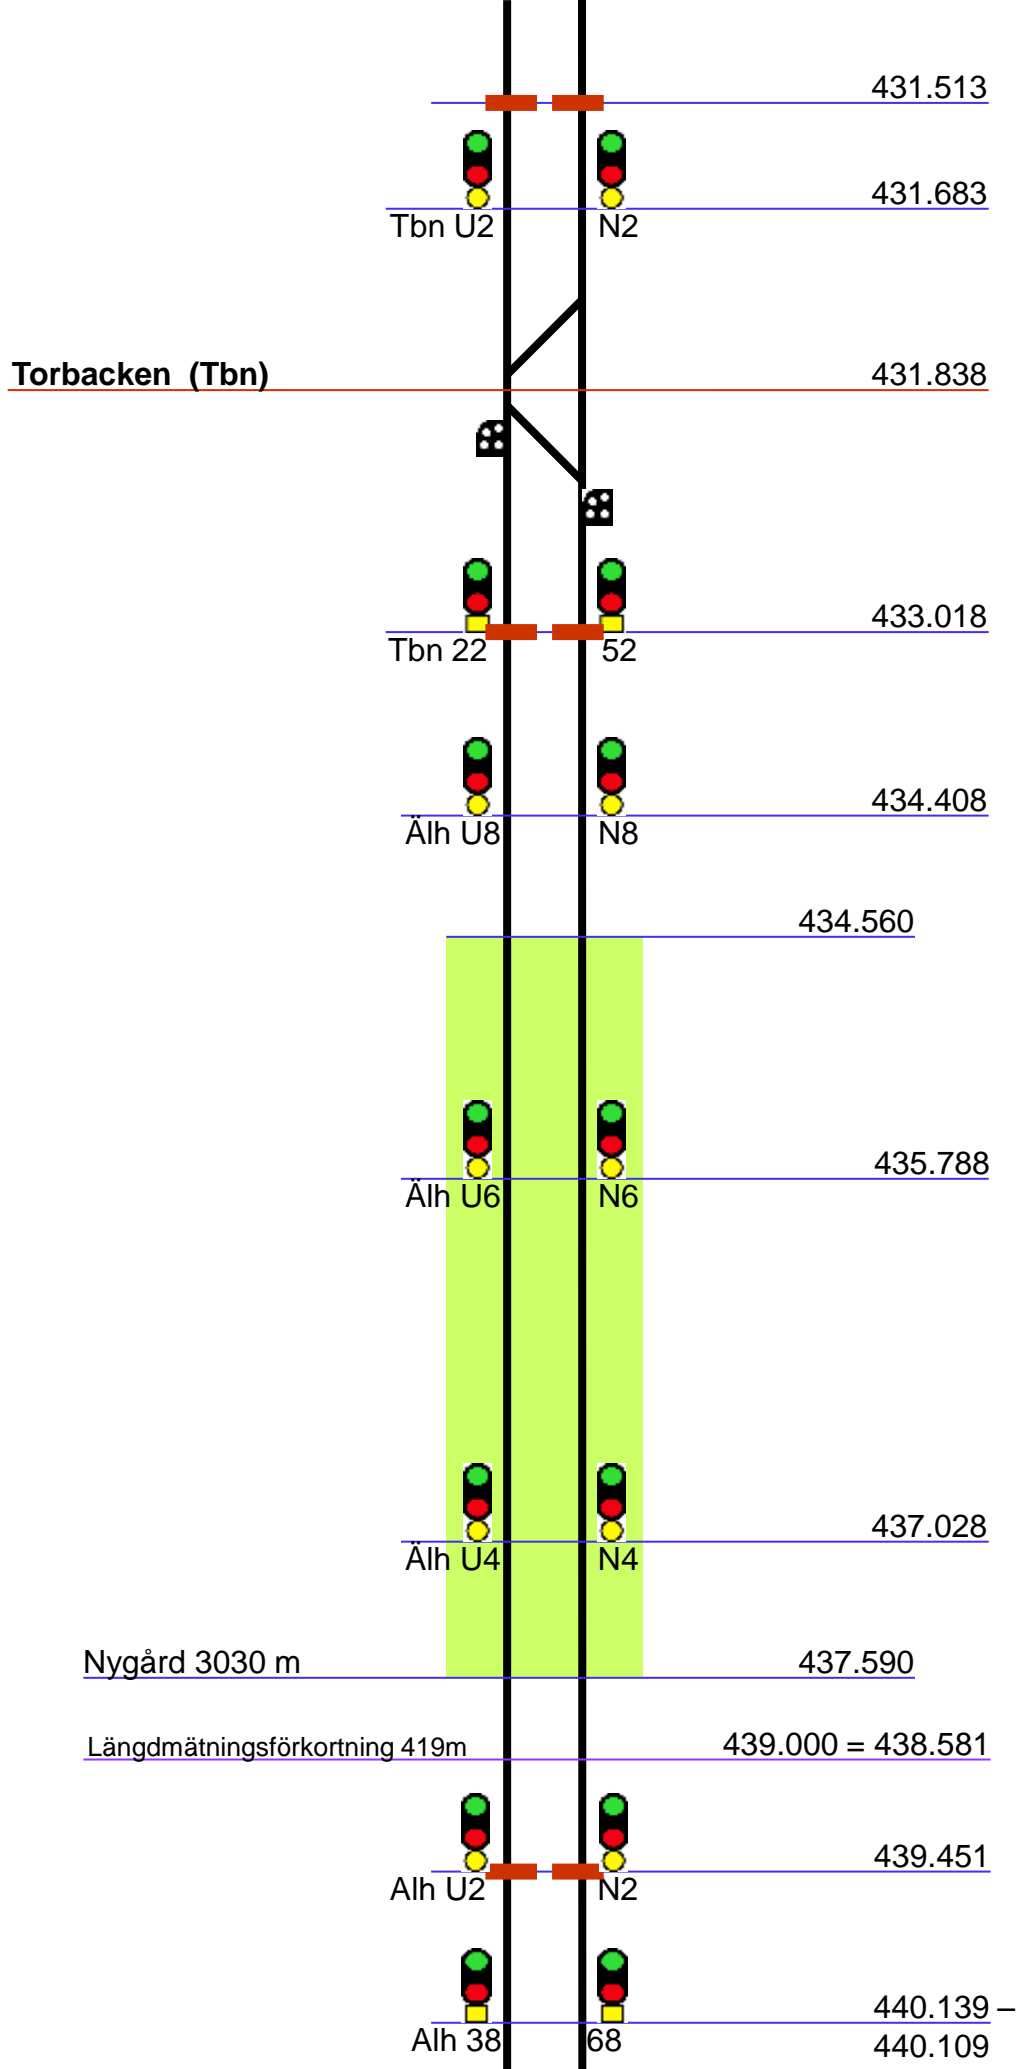 431.513
431.683
Tbn U2 N2
Torbacken (Tbn) 431.838
433.018
Tbn 22 52
434.408
Älh U8 N8
434.560
435.788
Älh U6 N6
437.028
Älh U4 N4
Nygård 3030 m 437.590
Längdmätningsförkortning 419m 439.000 = 438.581
439.451
Alh U2 N2
440.139 –
Alh 38 68 440.109